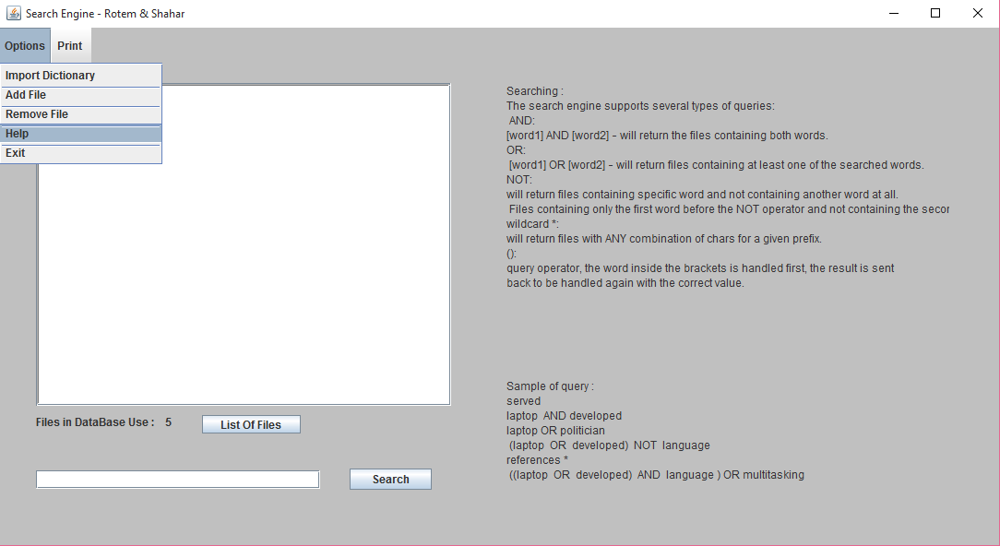 Search Engine - Rotem & Shahar
Options Print
Import Dictionary
Add File
Remove File
Help
Exit
Searching :
The search engine supports several types of queries:
AND:
[word1] AND [word2] - will return the files containing both words.
OR:
[word1] OR [word2] - will return files containing at least one of the searched words.
NOT:
will return files containing specific word and not containing another word at all.
Files containing only the first word before the NOT operator and not containing the
wildcard *:
will return files with ANY combination of chars for a given prefix.
():
query operator, the word inside the brackets is handled first, the result is sent
back to be handled again with the correct value.
Files in DataBase Use : 5
List Of Files
Search
Sample of query :
served
laptop AND developed
laptop OR politician
(laptop OR developed) NOT language
references *
((laptop OR developed) AND language ) OR multitasking